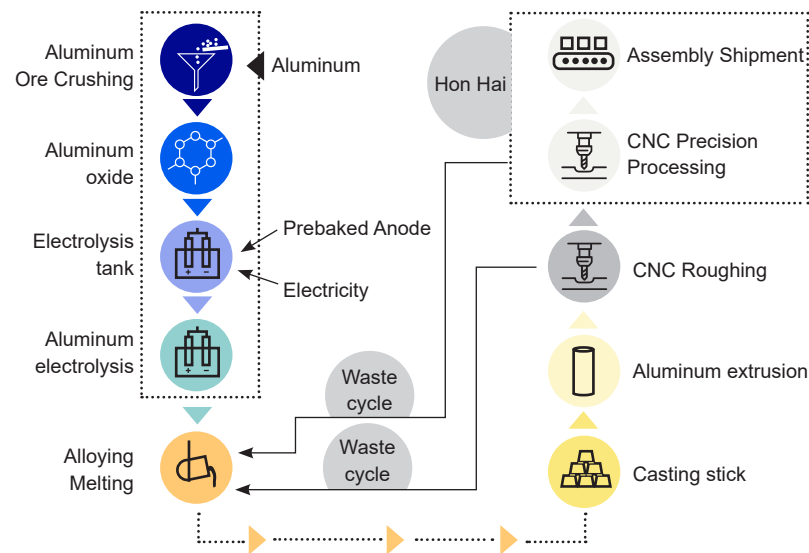 Aluminum
Ore Crushing
Aluminum
Aluminum
oxide
Electrolysis
tank
Prebaked Anode
Electricity
+ −
Aluminum
electrolysis
+ −
Alloying
Melting
Waste
cycle
Waste
cycle
Hon Hai
Assembly Shipment
CNC Precision
Processing
CNC Roughing
Aluminum extrusion
Casting stick